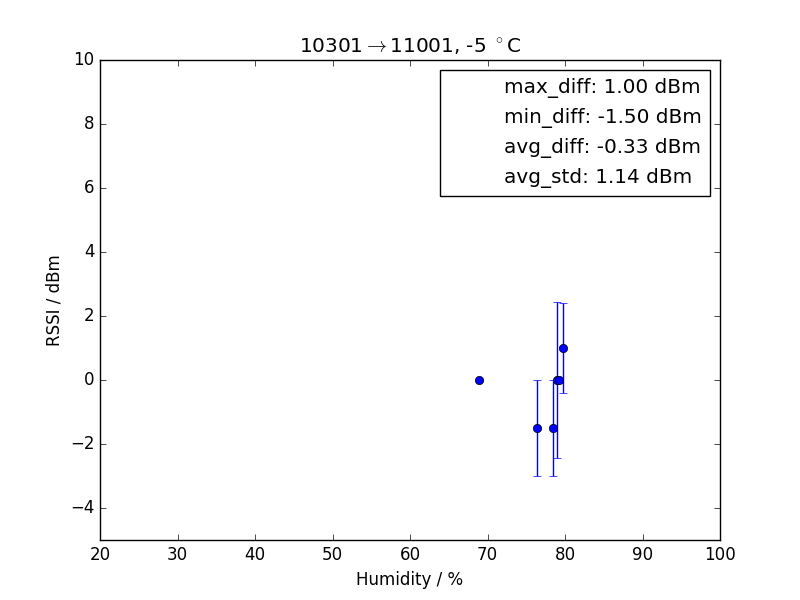 10301→11001, -5 °C
max_diff: 1.00 dBm
min_diff: -1.50 dBm
avg_diff: -0.33 dBm
avg_std: 1.14 dBm
RSSI / dBm
10
8
6
4
2
0
−2
−4
20 30 40 50 60 70 80 90 100
Humidity / %